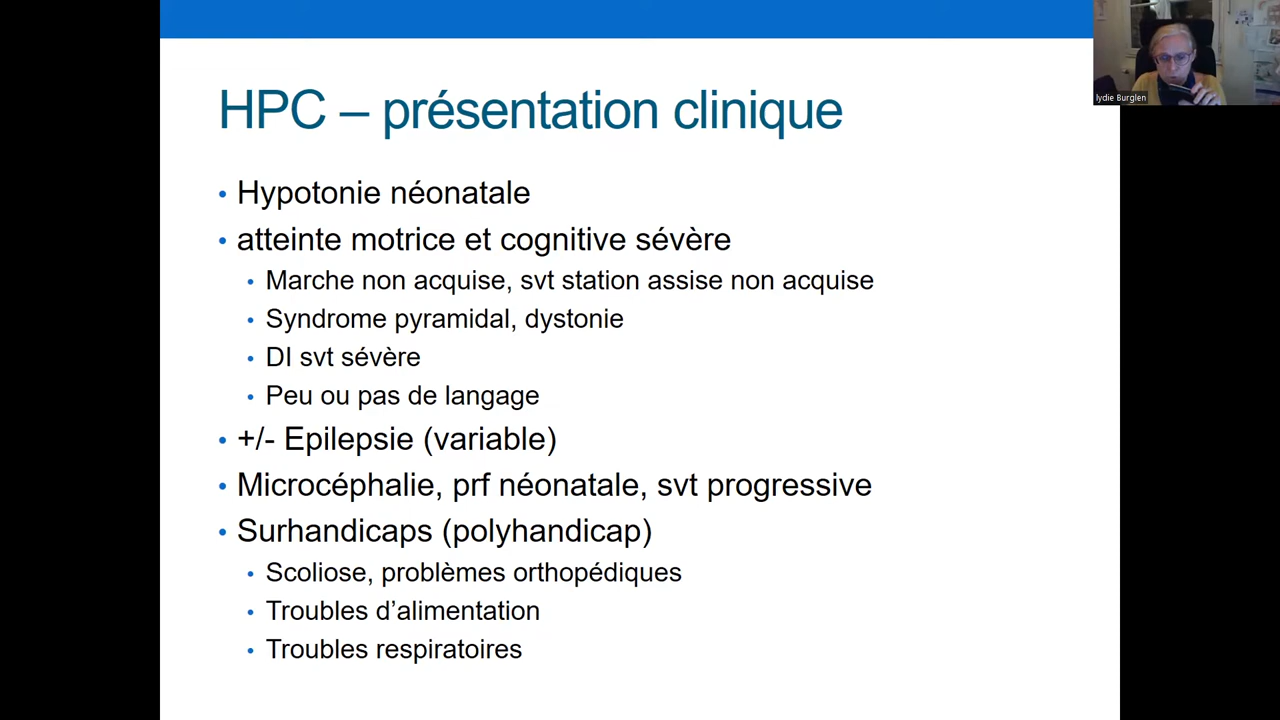 HPC – présentation clinique
lydie Burglen
• Hypotonie néonatale
• atteinte motrice et cognitive sévère
• Marche non acquise, svt station assise non acquise
• Syndrome pyramidal, dystonie
• DI svt sévère
• Peu ou pas de langage
• +/- Epilepsie (variable)
• Microcéphalie, prf néonatale, svt progressive
• Surhandicaps (polyhandicap)
• Scoliose, problèmes orthopédiques
• Troubles d’alimentation
• Troubles respiratoires